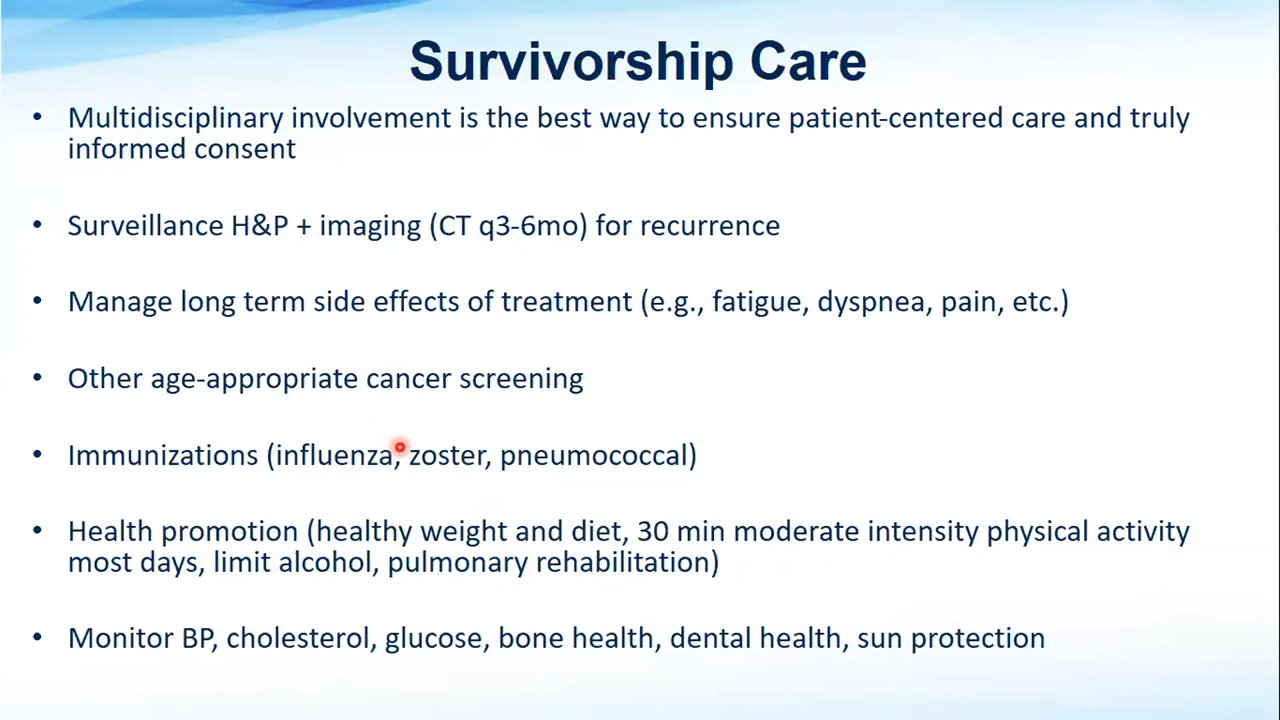 Survivorship Care
• Multidisciplinary involvement is the best way to ensure patient-centered care and truly
informed consent
• Surveillance H&P + imaging (CT q3-6mo) for recurrence
• Manage long term side effects of treatment (e.g., fatigue, dyspnea, pain, etc.)
• Other age-appropriate cancer screening
• Immunizations (influenza, zoster, pneumococcal)
• Health promotion (healthy weight and diet, 30 min moderate intensity physical activity
most days, limit alcohol, pulmonary rehabilitation)
• Monitor BP, cholesterol, glucose, bone health, dental health, sun protection